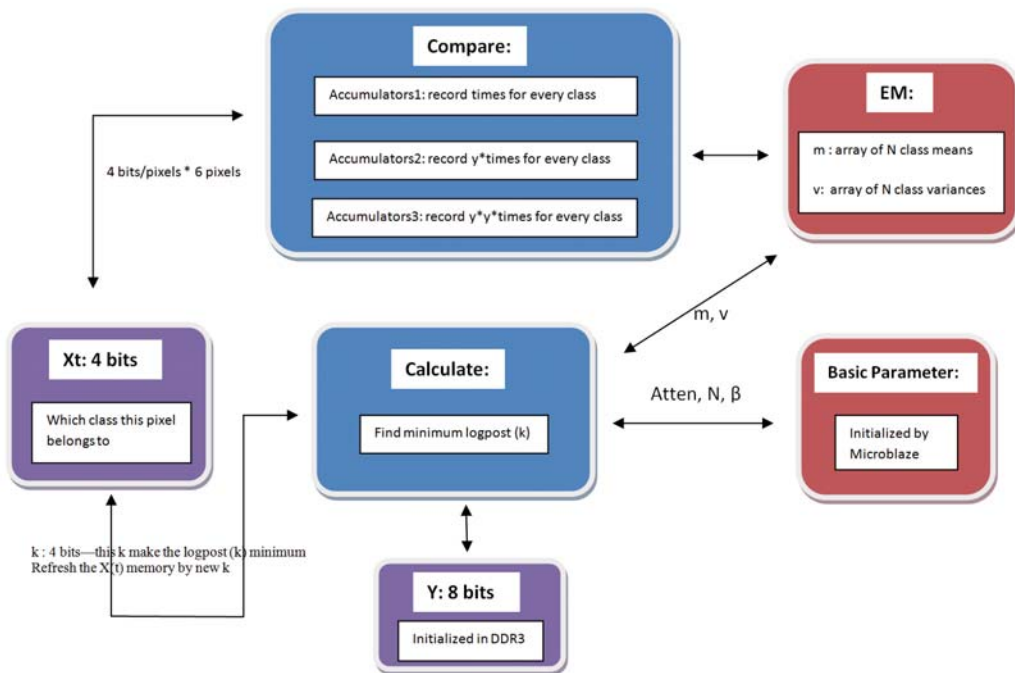 Compare:
Accumulators1: record times for every class
Accumulators2: record y*times for every class
Accumulators3: record y*y*times for every class
EM:
m : array of N class means
v: array of N class variances
4 bits/pixels * 6 pixels
m, v
Xt: 4 bits
Which class this pixel
belongs to
Calculate:
Find minimum logpost (k)
Atten, N, β
Basic Parameter:
Initialized by
Microblaze
k : 4 bits—this k make the logpost (k) minimum
Refresh the X(t) memory by new k
Y: 8 bits
Initialized in DDR3